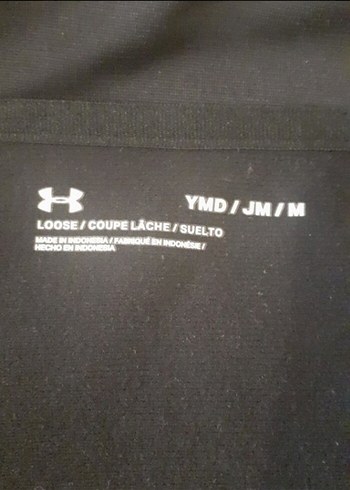 YMD / JM / M
LOOSE / COUPE LÂCHE / SUELTO
MADE IN INDONESIA / FABRIQUÉ EN INDONÉSIE /
HECHO EN INDONESIA